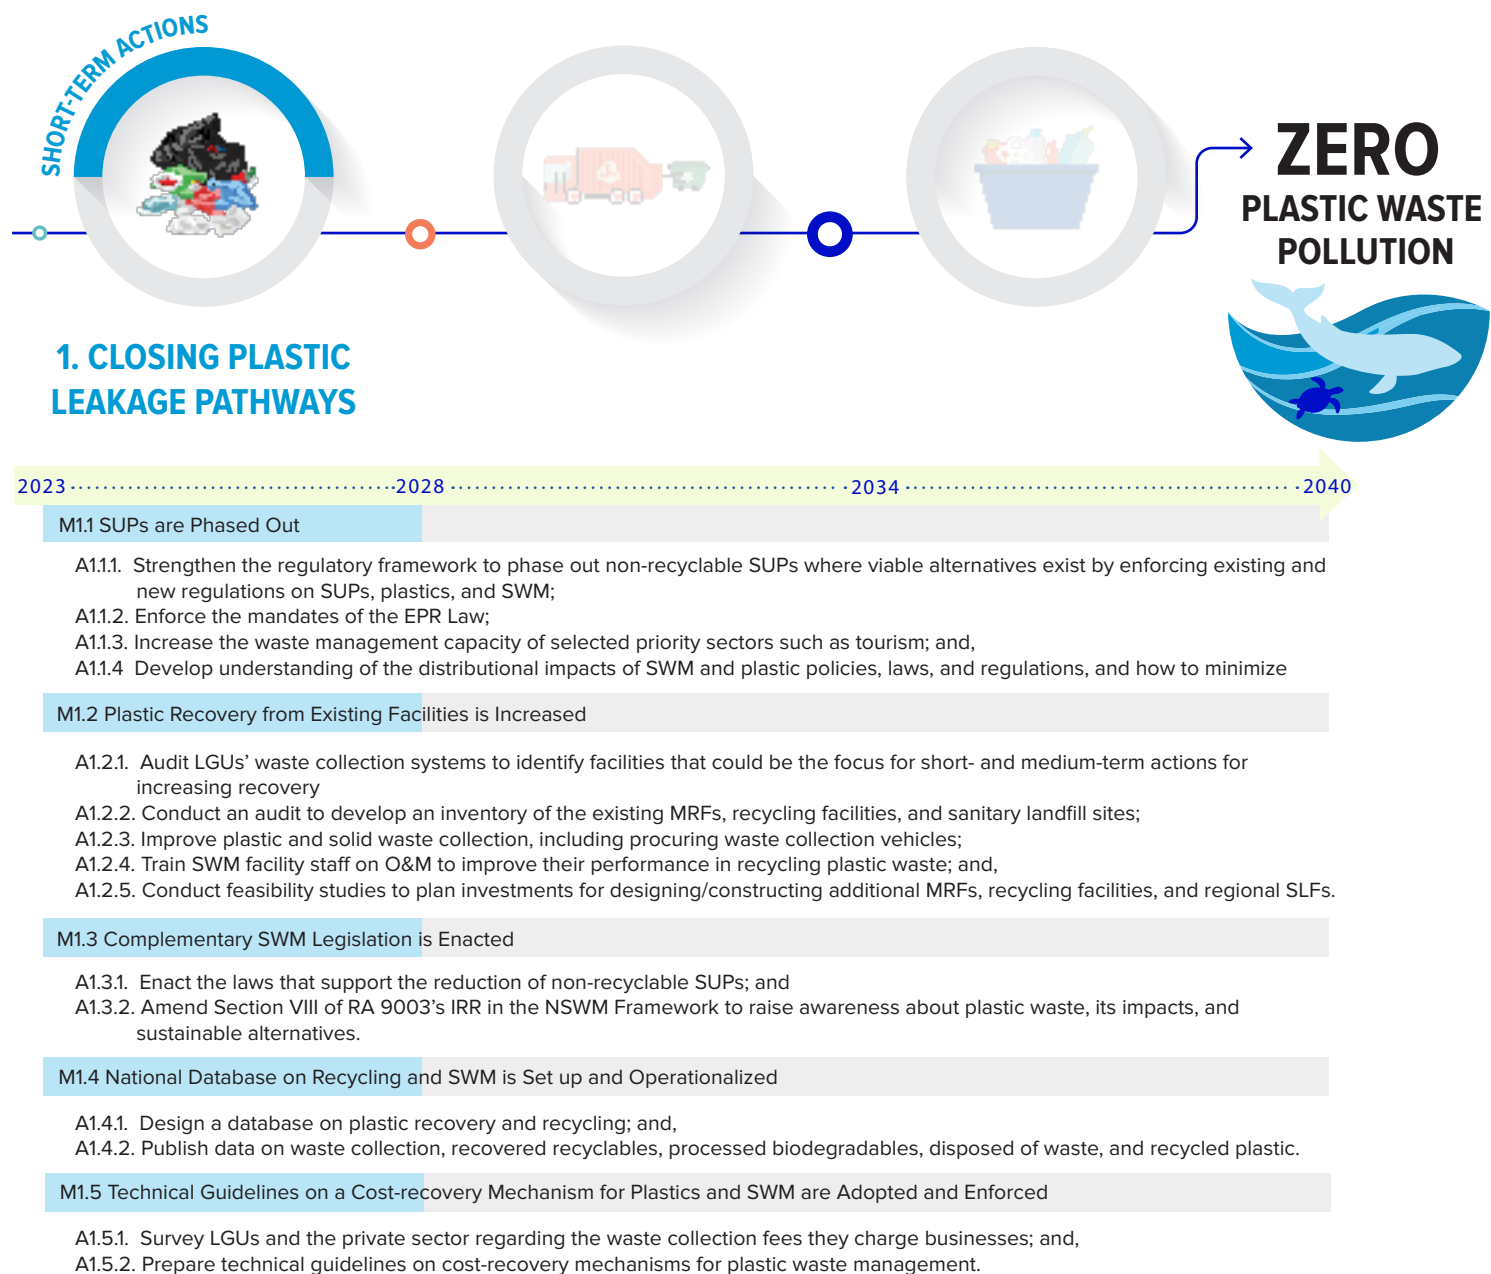 SHORT-TERM ACTIONS
ZERO
PLASTIC WASTE
POLLUTION
1. CLOSING PLASTIC
LEAKAGE PATHWAYS
2023 2028 2034 2040
M1.1 SUPs are Phased Out
A1.1.1. Strengthen the regulatory framework to phase out non-recyclable SUPs where viable alternatives exist by enforcing existing and
new regulations on SUPs, plastics, and SWM;
A1.1.2. Enforce the mandates of the EPR Law;
A1.1.3. Increase the waste management capacity of selected priority sectors such as tourism; and,
A1.1.4 Develop understanding of the distributional impacts of SWM and plastic policies, laws, and regulations, and how to minimize
M1.2 Plastic Recovery from Existing Facilities is Increased
A1.2.1. Audit LGUs’ waste collection systems to identify facilities that could be the focus for short- and medium-term actions for
increasing recovery
A1.2.2. Conduct an audit to develop an inventory of the existing MRFs, recycling facilities, and sanitary landfill sites;
A1.2.3. Improve plastic and solid waste collection, including procuring waste collection vehicles;
A1.2.4. Train SWM facility staff on O&M to improve their performance in recycling plastic waste; and,
A1.2.5. Conduct feasibility studies to plan investments for designing/constructing additional MRFs, recycling facilities, and regional SLFs.
M1.3 Complementary SWM Legislation is Enacted
A1.3.1. Enact the laws that support the reduction of non-recyclable SUPs; and
A1.3.2. Amend Section VIII of RA 9003’s IRR in the NSWM Framework to raise awareness about plastic waste, its impacts, and
sustainable alternatives.
M1.4 National Database on Recycling and SWM is Set up and Operationalized
A1.4.1. Design a database on plastic recovery and recycling; and,
A1.4.2. Publish data on waste collection, recovered recyclables, processed biodegradables, disposed of waste, and recycled plastic.
M1.5 Technical Guidelines on a Cost-recovery Mechanism for Plastics and SWM are Adopted and Enforced
A1.5.1. Survey LGUs and the private sector regarding the waste collection fees they charge businesses; and,
A1.5.2. Prepare technical guidelines on cost-recovery mechanisms for plastic waste management.